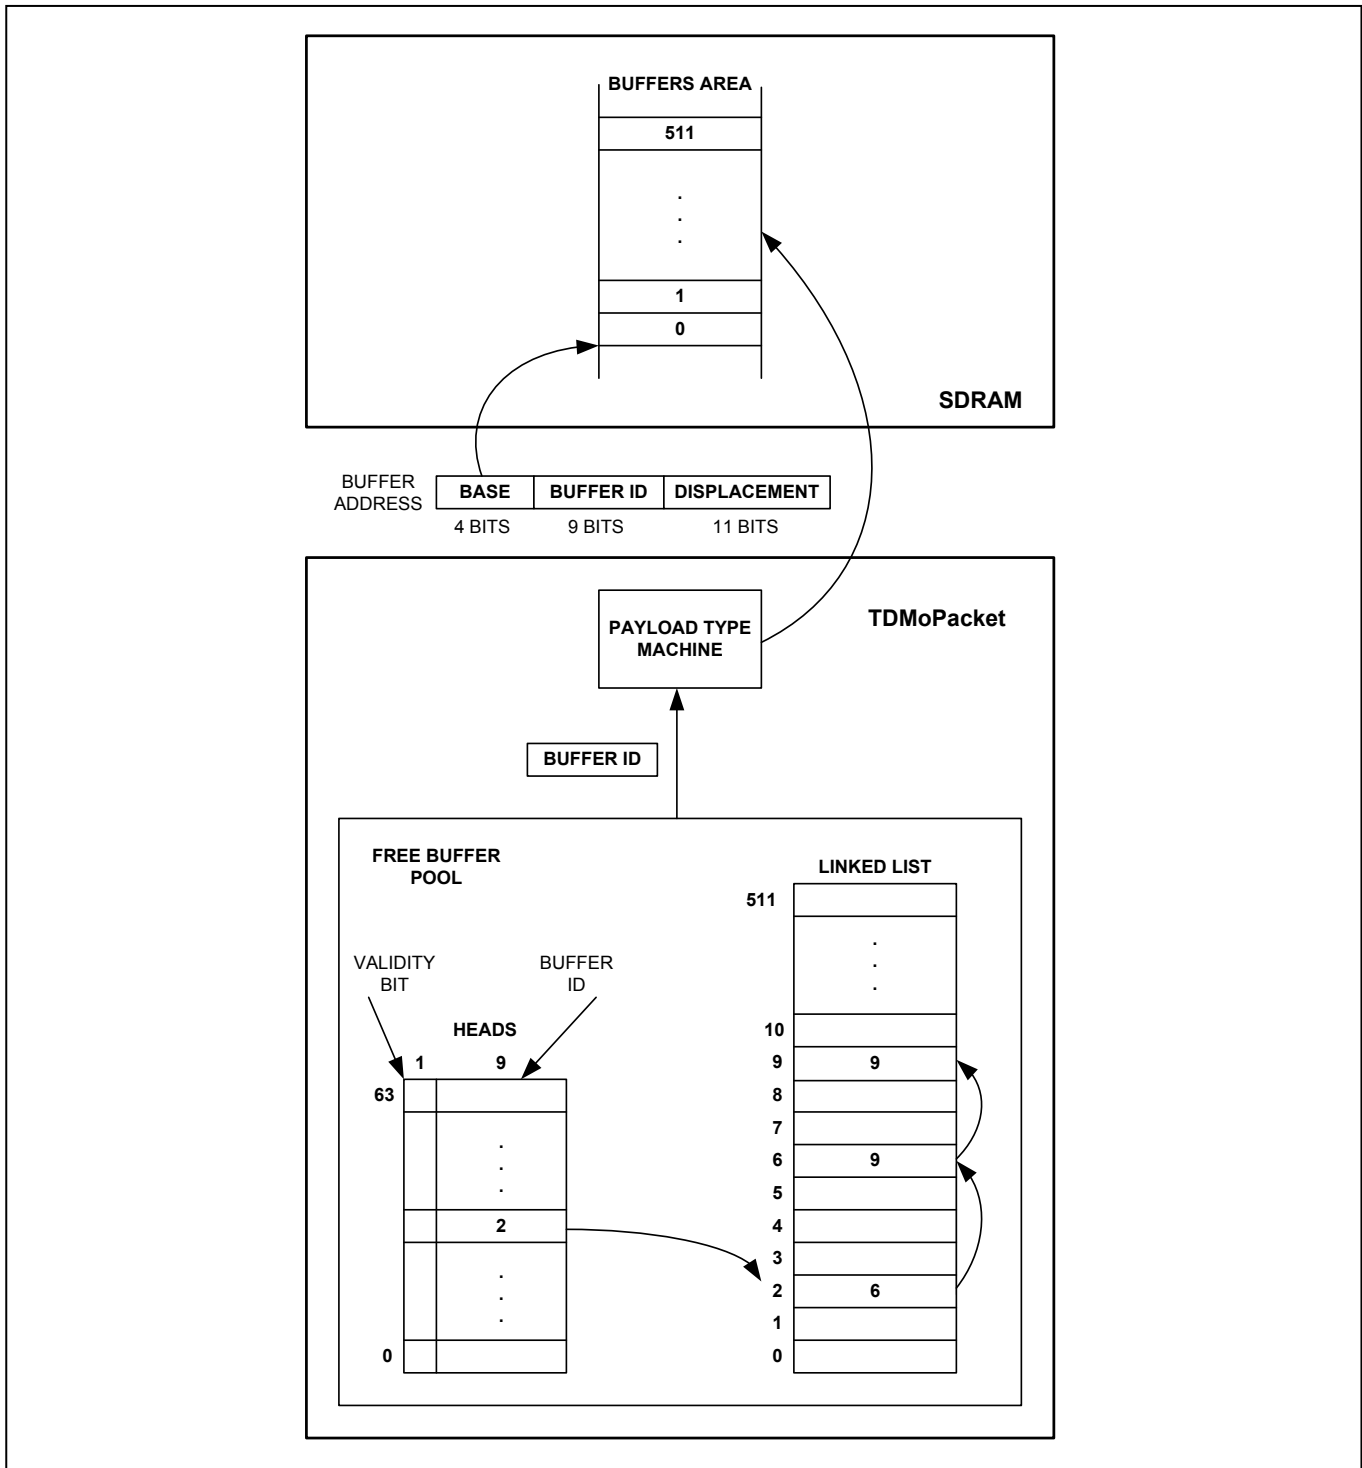 BUFFERS AREA
511
.
.
.
1
0
SDRAM
BUFFER
ADDRESS
BASE BUFFER ID DISPLACEMENT
4 BITS 9 BITS 11 BITS
PAYLOAD TYPE
MACHINE
TDMoPacket
BUFFER ID
FREE BUFFER
POOL
VALIDITY
BIT
BUFFER
ID
HEADS
1 9
63
.
.
.
2
.
.
.
0
LINKED LIST
511
.
.
.
10
9 9
8
7
6 9
5
4
3
2 6
1
0